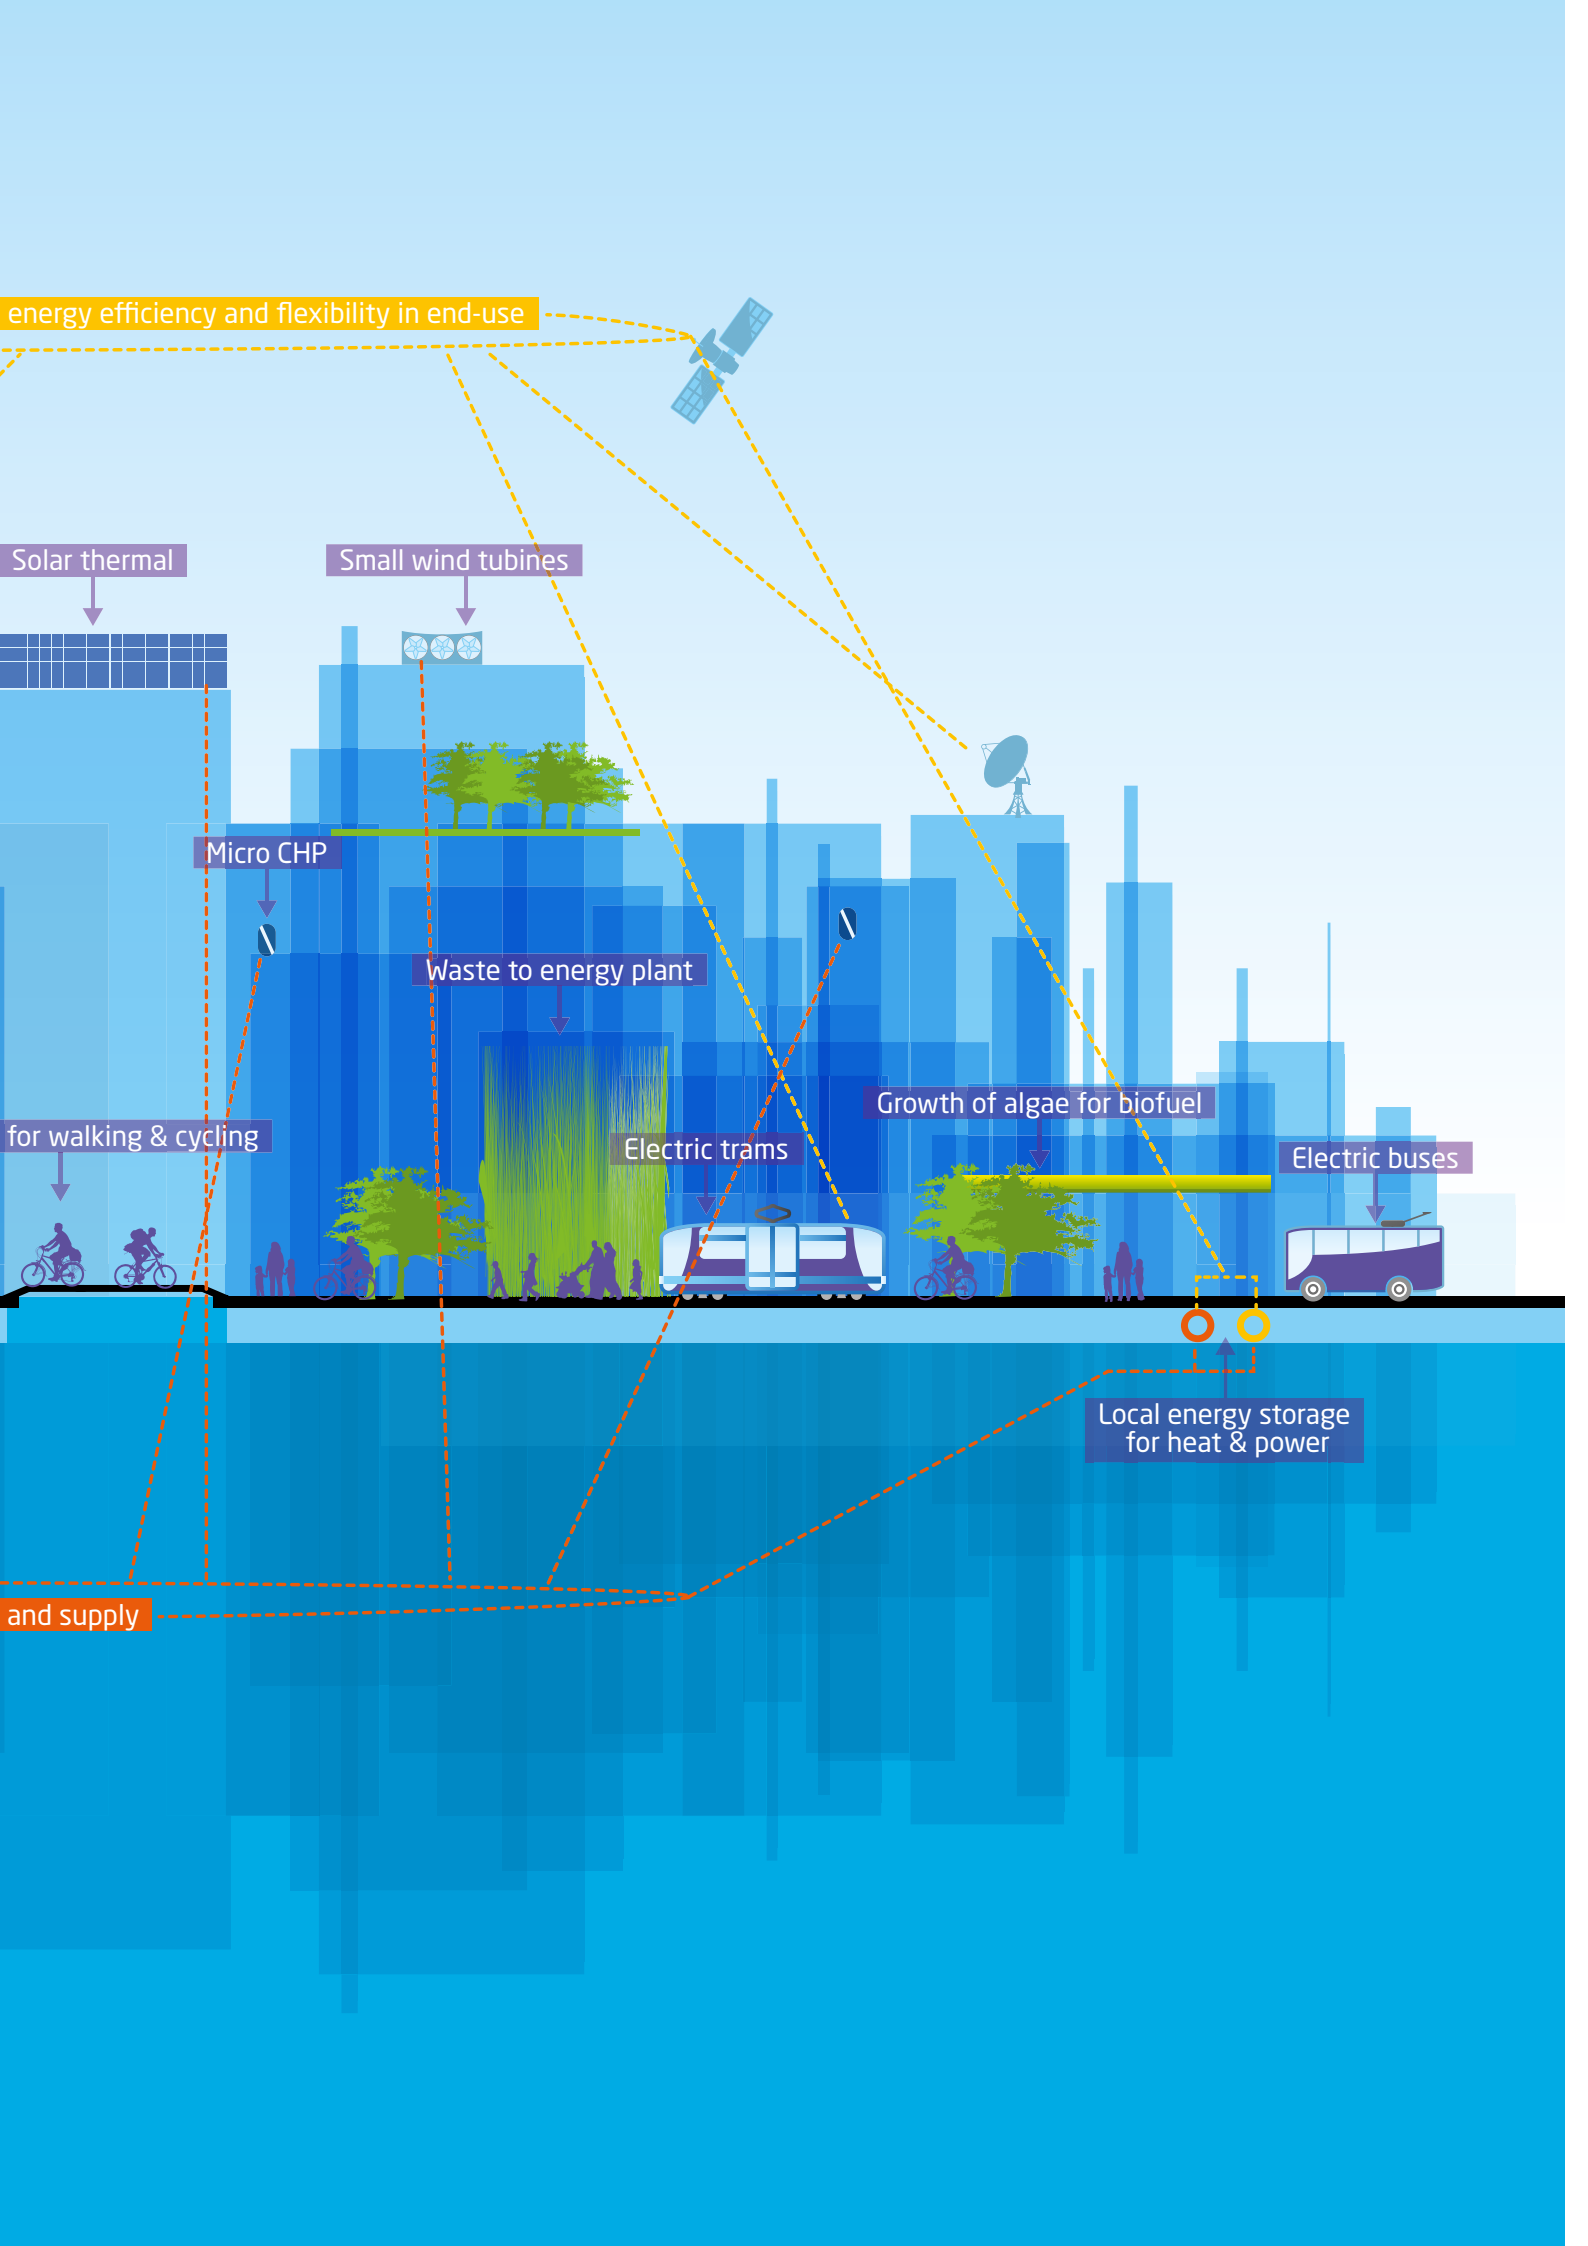 energy efficiency and flexibility in end-use
Solar thermal
Small wind tubines
Micro CHP
Waste to energy plant
Growth of algae for biofuel
for walking & cycling
Electric trams
Electric buses
Local energy storage
for heat & power
and supply